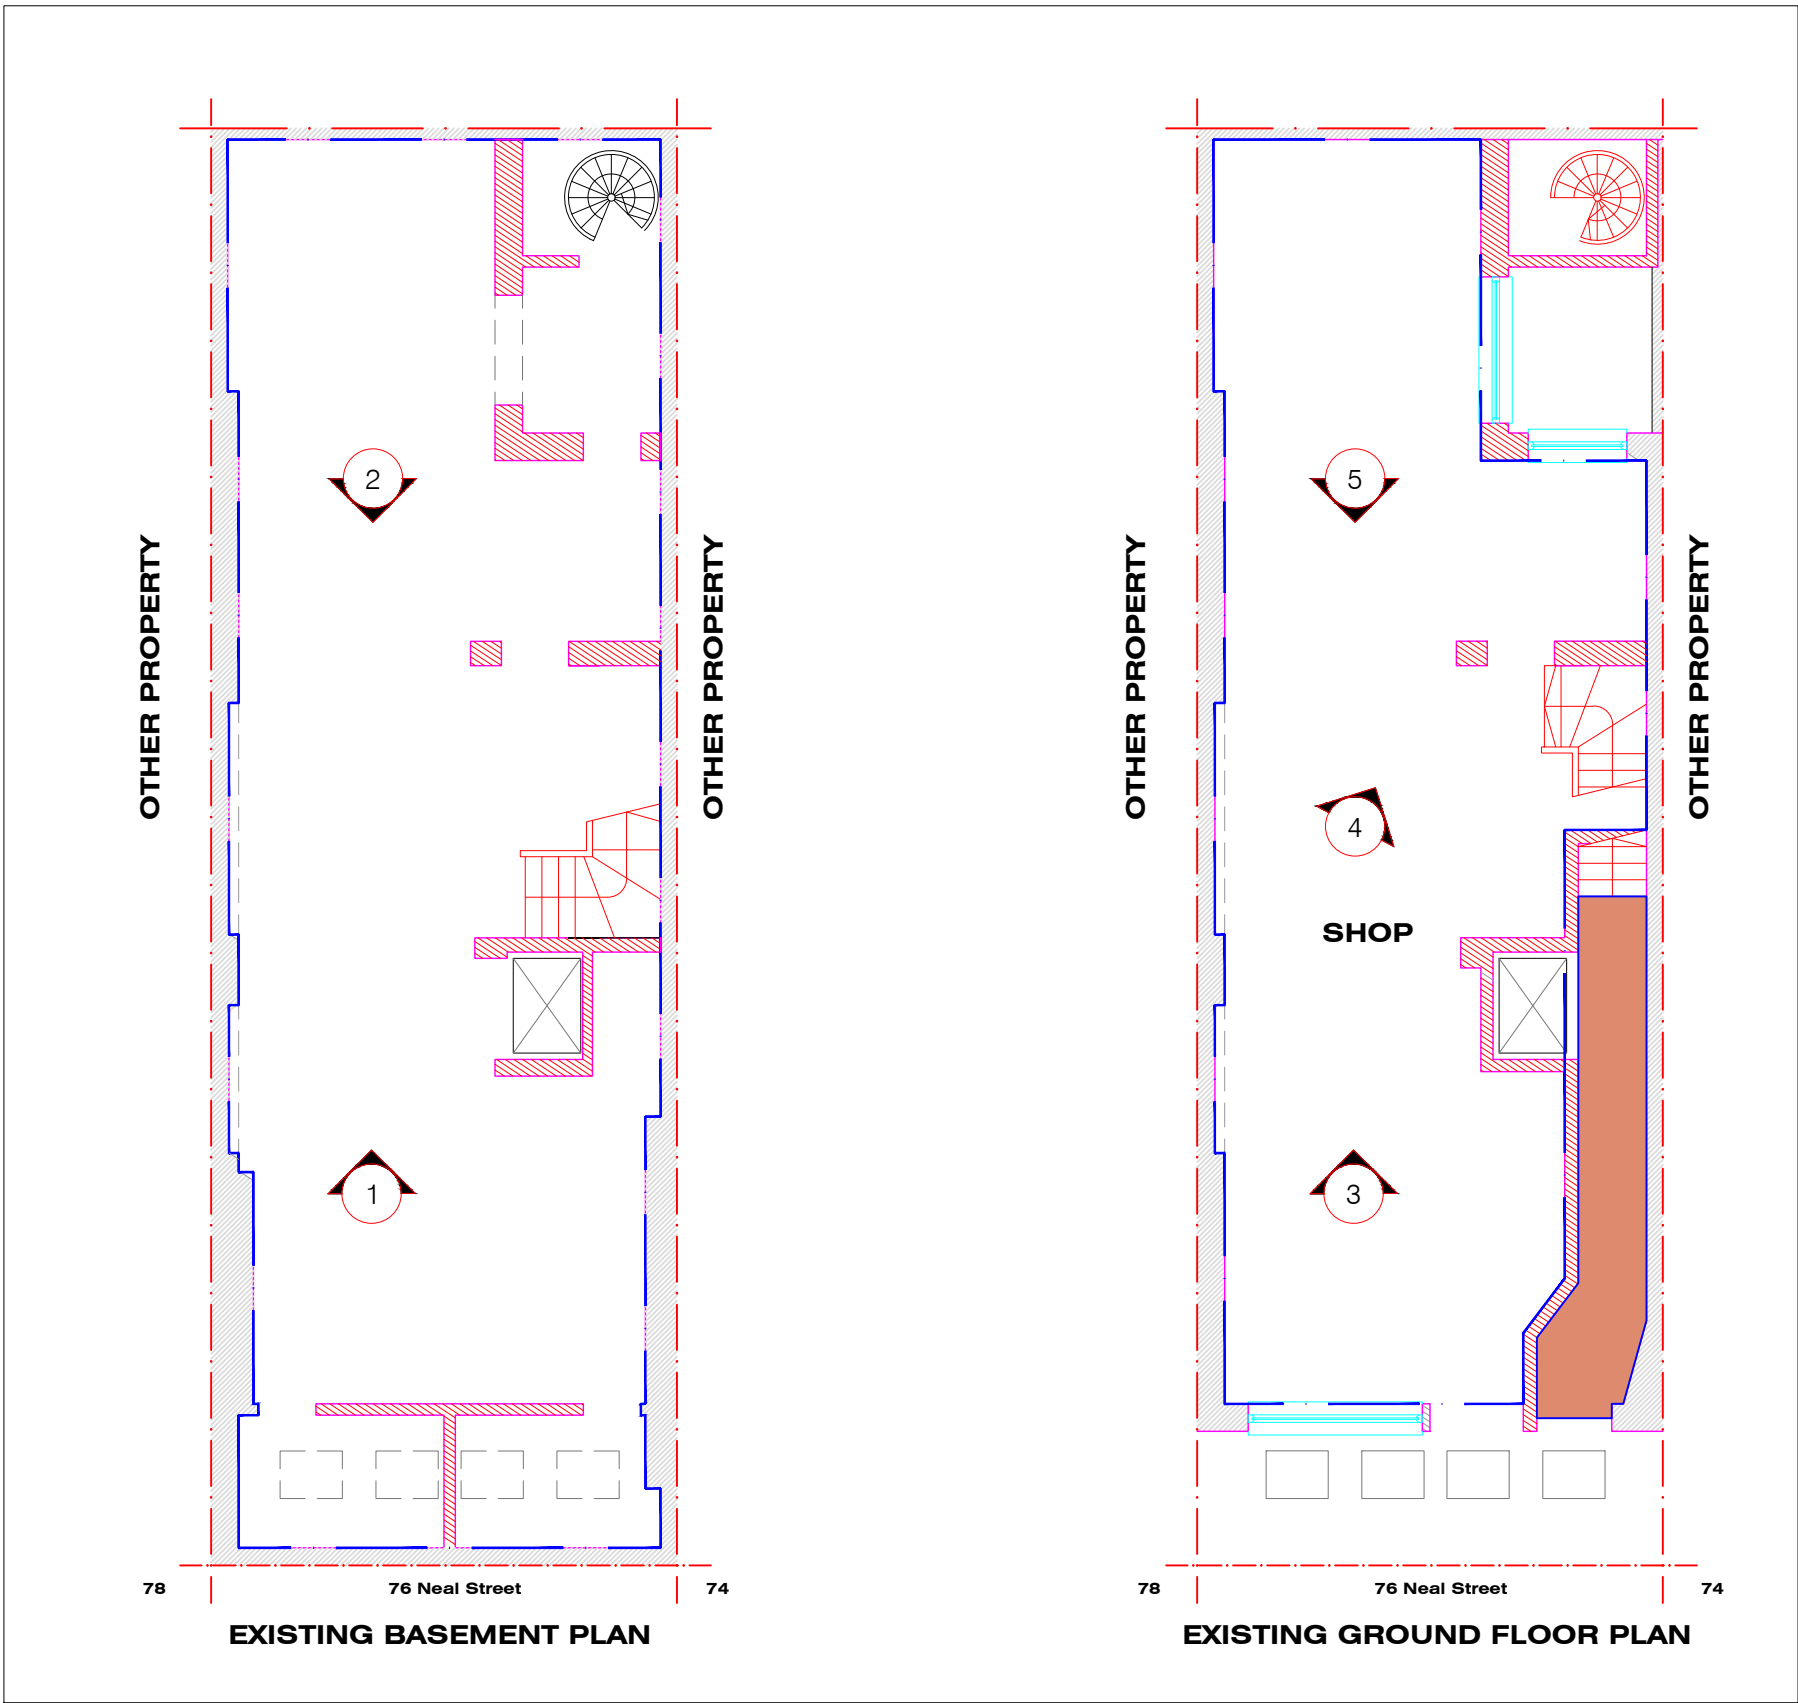 2
5
OTHER PROPERTY
OTHER PROPERTY
OTHER PROPERTY
OTHER PROPERTY
4
SHOP
1
3
78
76 Neal Street
74
78
76 Neal Street
74
EXISTING BASEMENT PLAN
EXISTING GROUND FLOOR PLAN